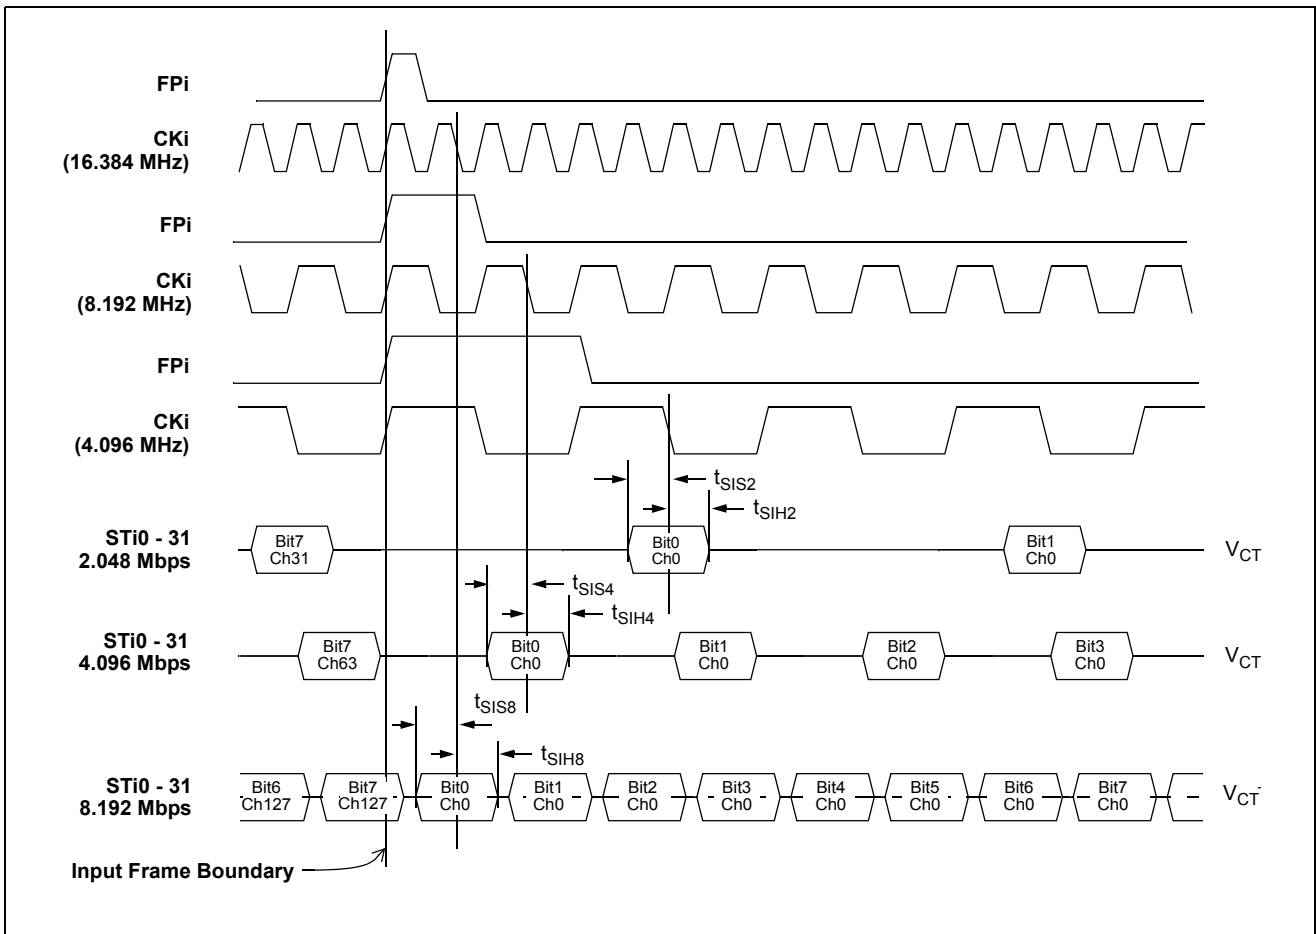 FPi
CKi
(16.384 MHz)
FPi
CKi
(8.192 MHz)
FPi
CKi
(4.096 MHz)
tSIS2
tSIH2
STi0 - 31
2.048 Mbps
Bit7
Ch31
Bit0
Ch0
Bit1
Ch0
VCT
tSIS4
tSIH4
STi0 - 31
4.096 Mbps
Bit7
Ch63
Bit0
Ch0
Bit1
Ch0
Bit2
Ch0
Bit3
Ch0
VCT
tSIS8
tSIH8
STi0 - 31
8.192 Mbps
Bit6
Ch127
Bit7
Ch127
Bit0
Ch0
Bit1
Ch0
Bit2
Ch0
Bit3
Ch0
Bit4
Ch0
Bit5
Ch0
Bit6
Ch0
Bit7
Ch0
VCT
Input Frame Boundary